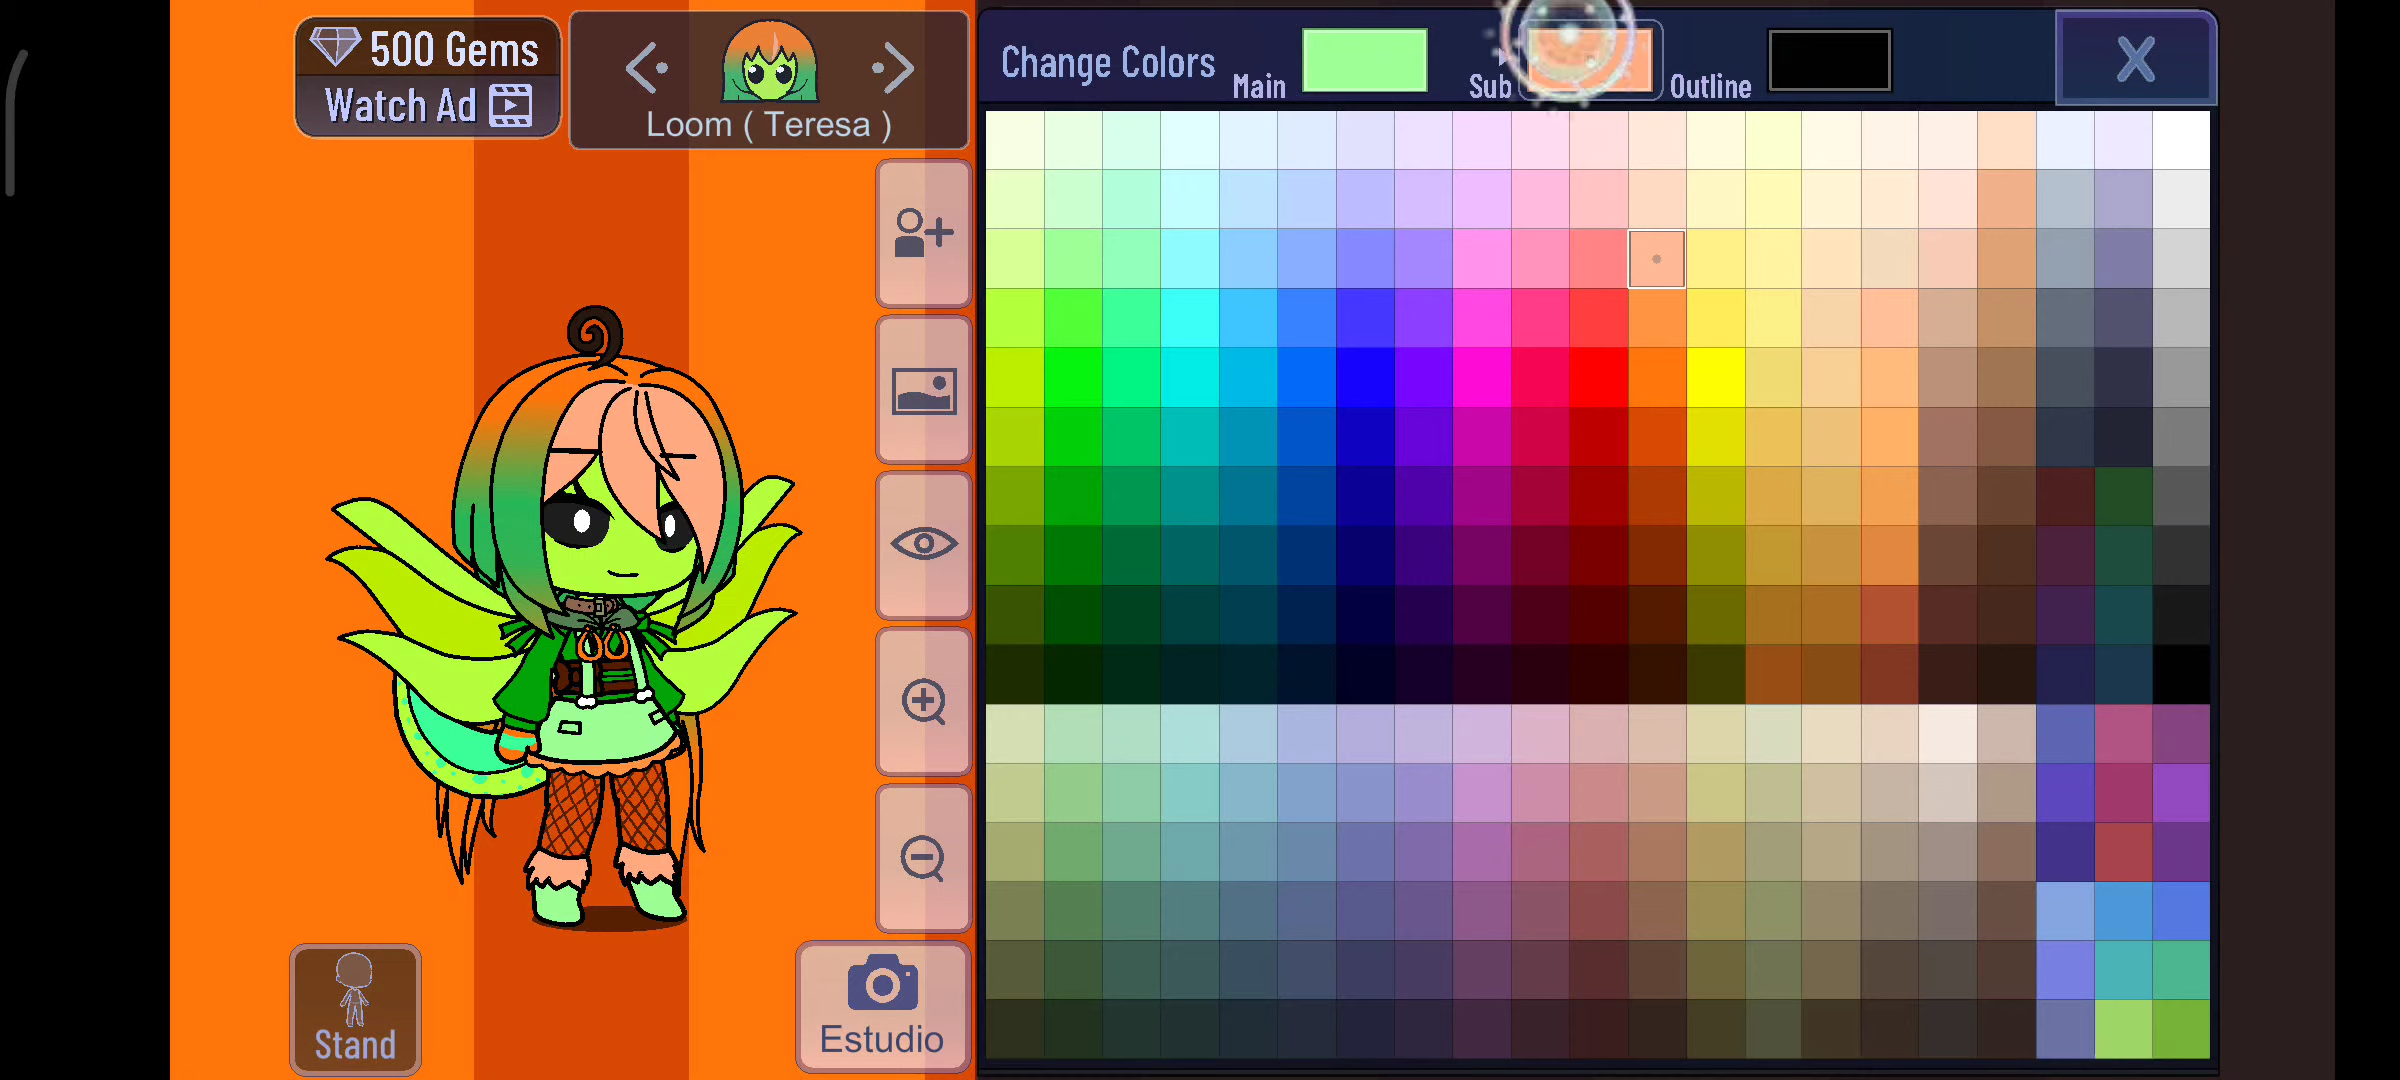 500 Gems
Watch Ad
Loom ( Teresa )
Change Colors
Main
Sub
Outline
X
Stand
Estudio